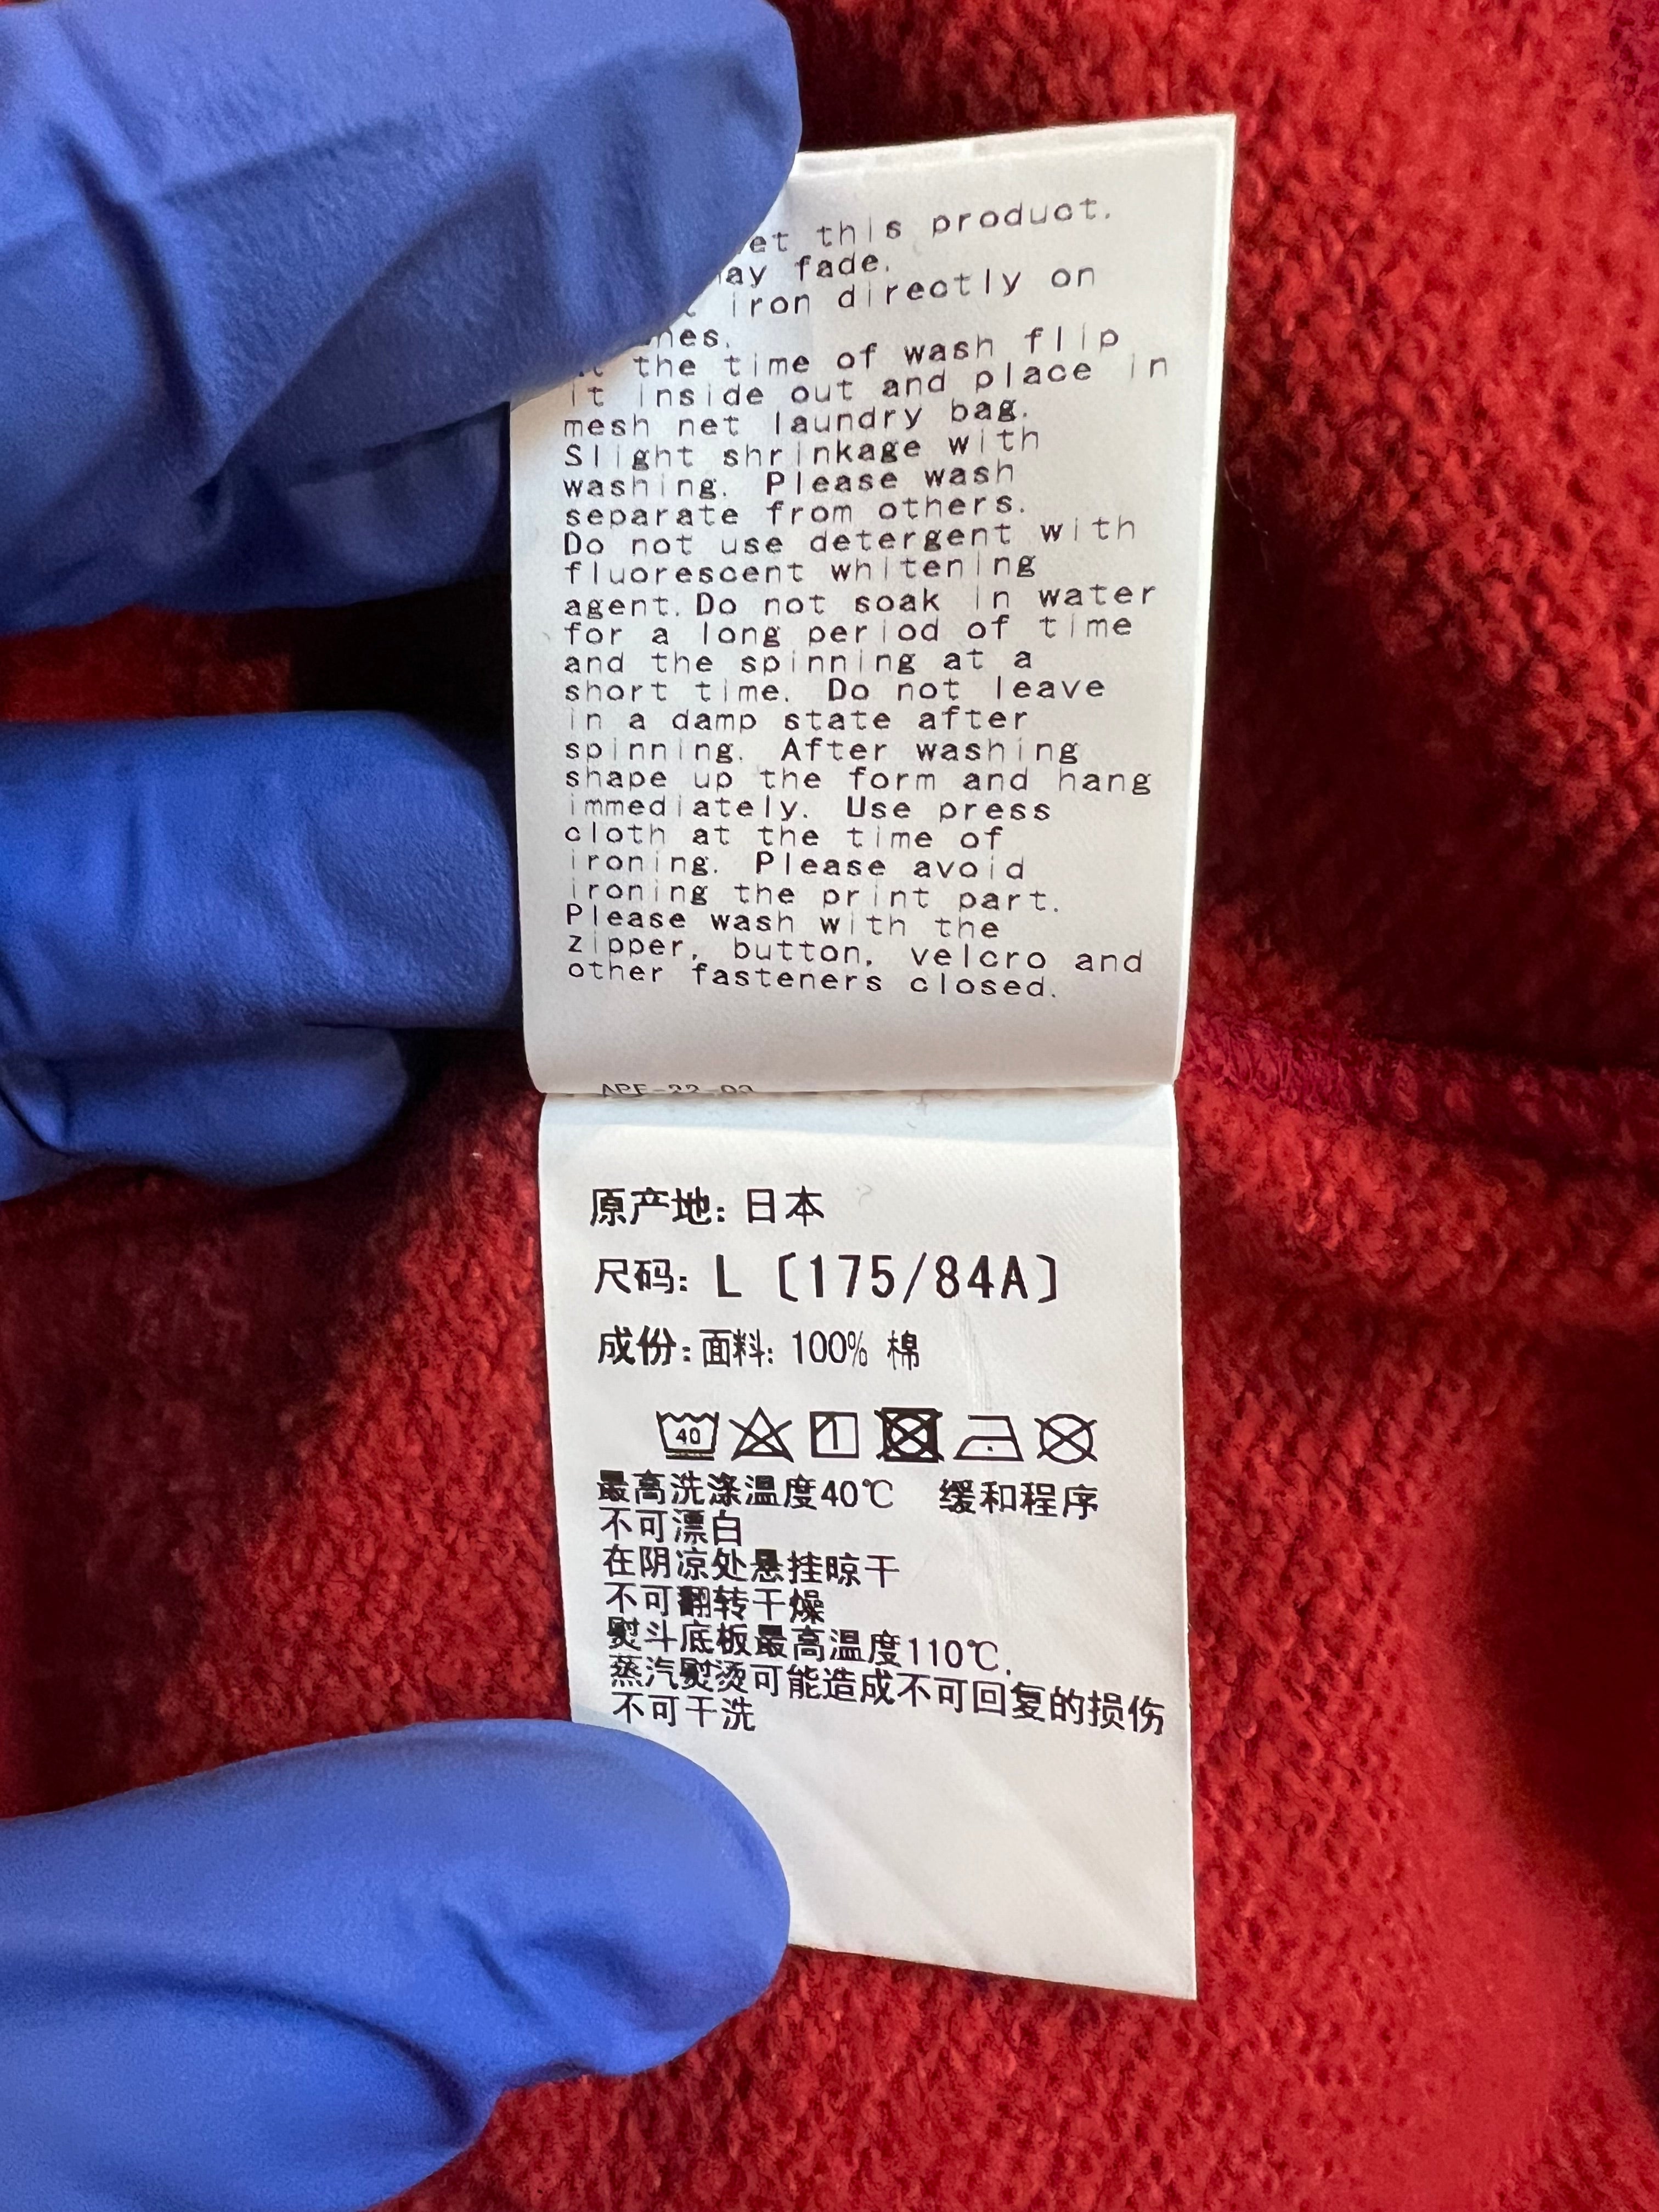 this product.
fade.
iron directly on
the time of wash flip
it inside out and place in
mesh net laundry bag.
Slight shrinkage with
washing. Please wash
separate from others.
Do not use detergent with
fluorescent whitening
agent. Do not soak in water
for a long period of time
and the spinning at a
short time. Do not leave
in a damp state after
spinning. After washing
shape up the form and hang
immediately. Use press
cloth at the time of
ironing. Please avoid
ironing the print part.
Please wash with the
zipper, button, velcro and
other fasteners closed.
原产地: 日本
尺码: L〔175/84A〕
成份: 面料: 100% 棉
40
最高洗涤温度40℃ 缓和程序
不可漂白
在阴凉处悬挂晾干
不可翻转干燥
熨斗底板最高温度110℃.
蒸汽熨烫可能造成不可回复的损伤
不可干洗